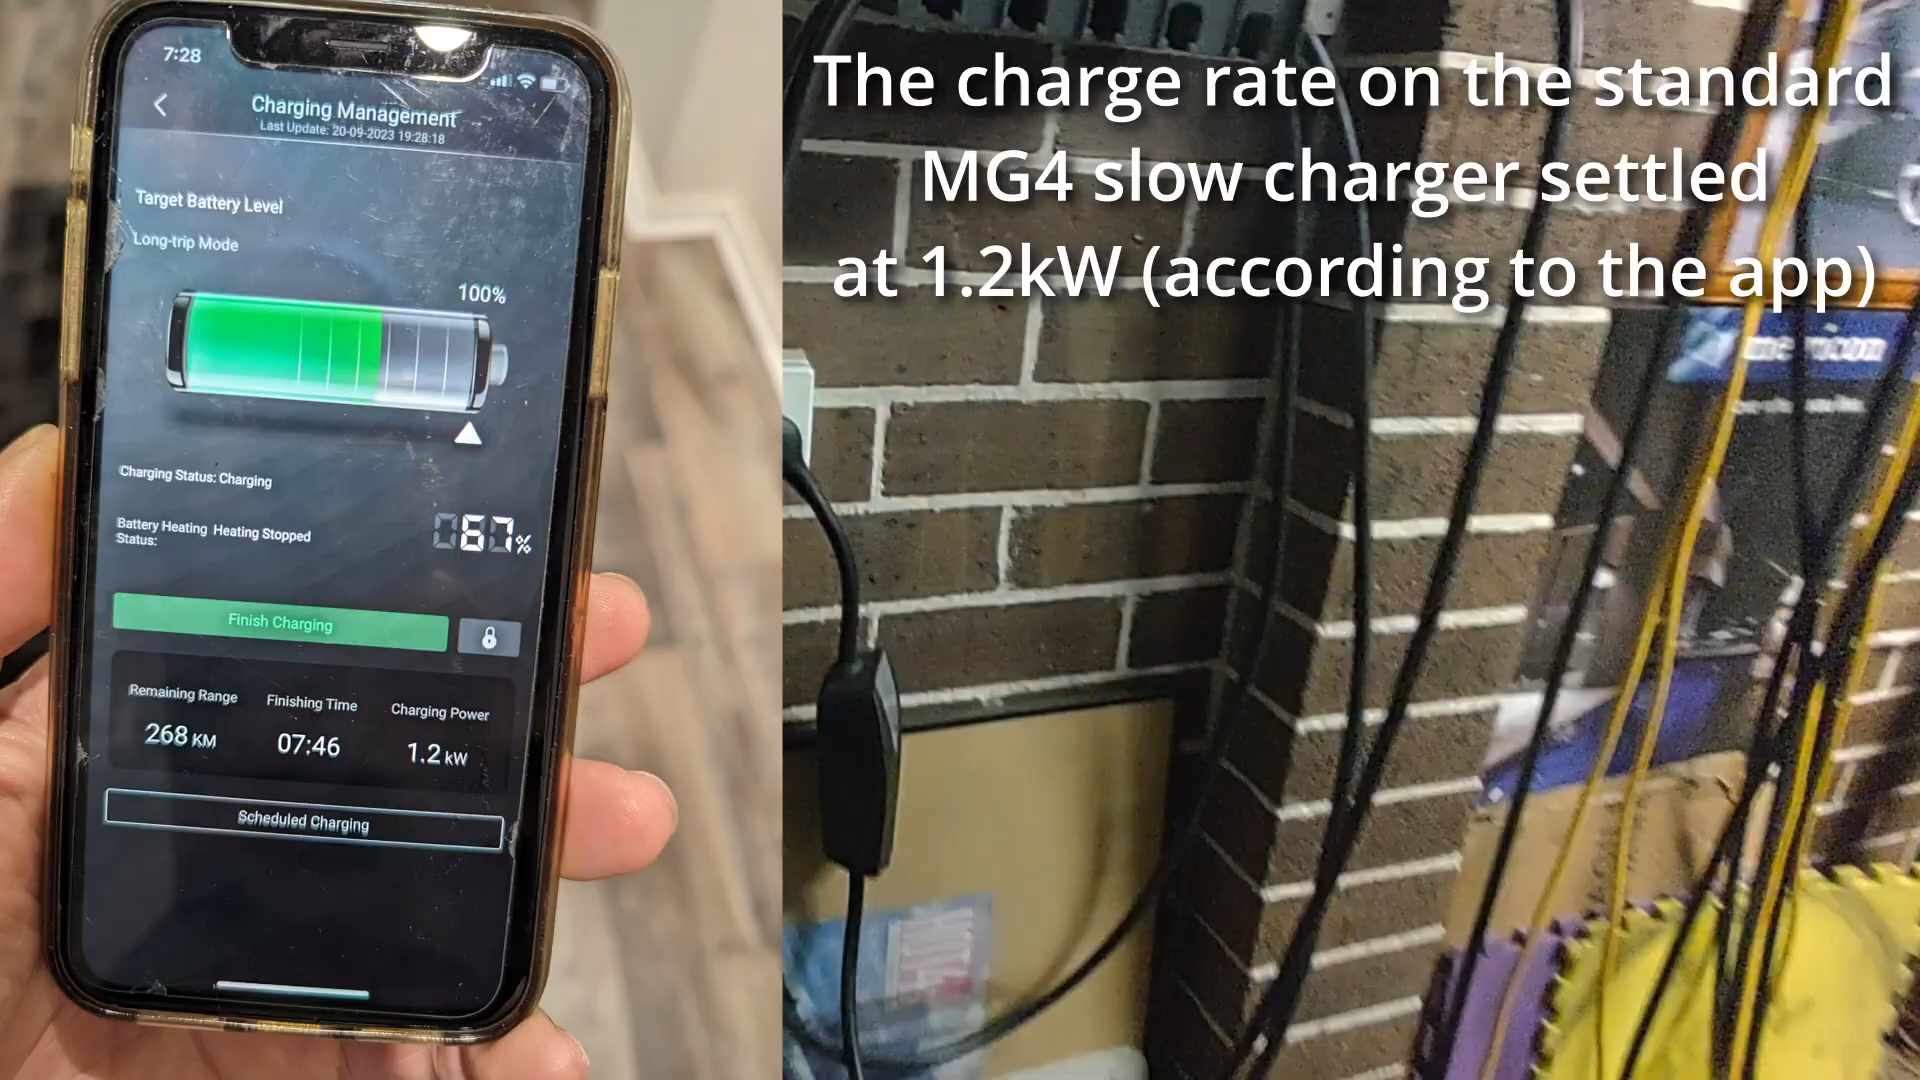 7:28
Charging Management
Last Update: 20-09-2023 19:28:18
Target Battery Level
Long-trip Mode
100%
Charging Status: Charging
Battery Heating Heating Stopped
Status:
67%
Finish Charging
Remaining Range
Finishing Time
Charging Power
268 KM
07:46
1.2 kW
Scheduled Charging
The charge rate on the standard
MG4 slow charger settled
at 1.2kW (according to the app)